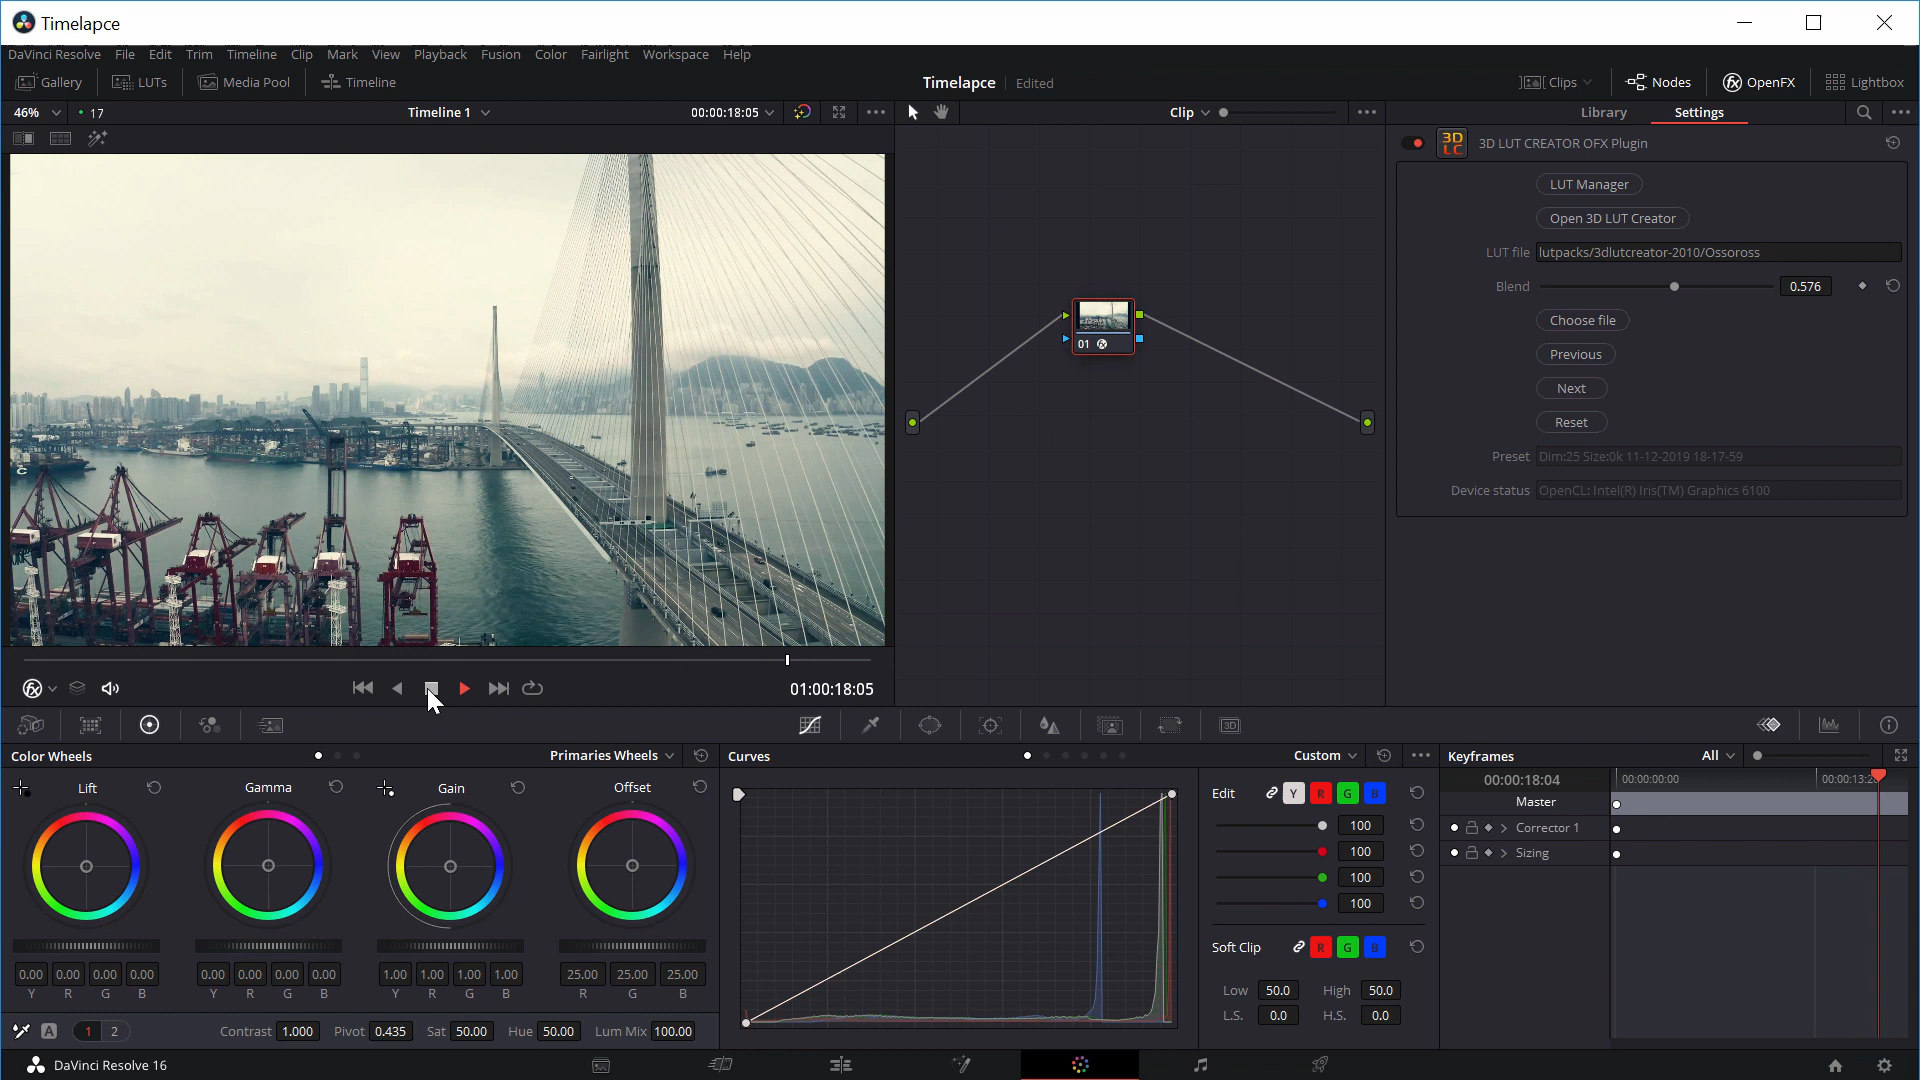 Timelapce
DaVinci Resolve File Edit Trim Timeline Clip Mark View Playback Fusion Color Fairlight Workspace Help
Gallery LUTs Media Pool Timeline Timelapce Edited Clips Nodes OpenFX Lightbox
46% 17 Timeline 1 00:00:18:05 Clip Library Settings
3D LC 3D LUT CREATOR OFX Plugin
LUT Manager
Open 3D LUT Creator
LUT file lutpacks/3dlutcreator-2010/Ossoross
Blend 0.576
Choose file
Previous
01
Next
Reset
Preset Dim:25 Size:0k 11-12-2019 18-17-59
Device status OpenCL: Intel(R) Iris(TM) Graphics 6100
01:00:18:05
3D
Color Wheels Primaries Wheels Curves Custom Keyframes All
Lift Gamma Gain Offset
Edit Y R G B
00:00:18:04 00:00:00:00
Master
100
Corrector 1
100
Sizing
100
100
Soft Clip R G B
0.00 0.00 0.00 0.00 0.00 0.00 0.00 0.00 1.00 1.00 1.00 1.00 25.00 25.00 25.00
Y R G B Y R G B Y R G B R G B
Low 50.0 High 50.0
L.S. 0.0 H.S. 0.0
A 1 2 Contrast 1.000 Pivot 0.435 Sat 50.00 Hue 50.00 Lum Mix 100.00
DaVinci Resolve 16